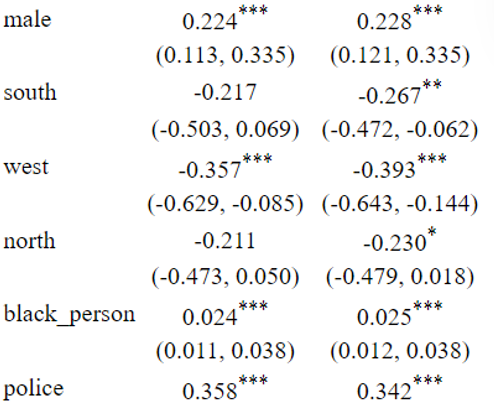 male 0.224*** 0.228***
(0.113, 0.335) (0.121, 0.335)
south -0.217 -0.267**
(-0.503, 0.069) (-0.472, -0.062)
west -0.357*** -0.393***
(-0.629, -0.085) (-0.643, -0.144)
north -0.211 -0.230*
(-0.473, 0.050) (-0.479, 0.018)
black_person 0.024*** 0.025***
(0.011, 0.038) (0.012, 0.038)
police 0.358*** 0.342***